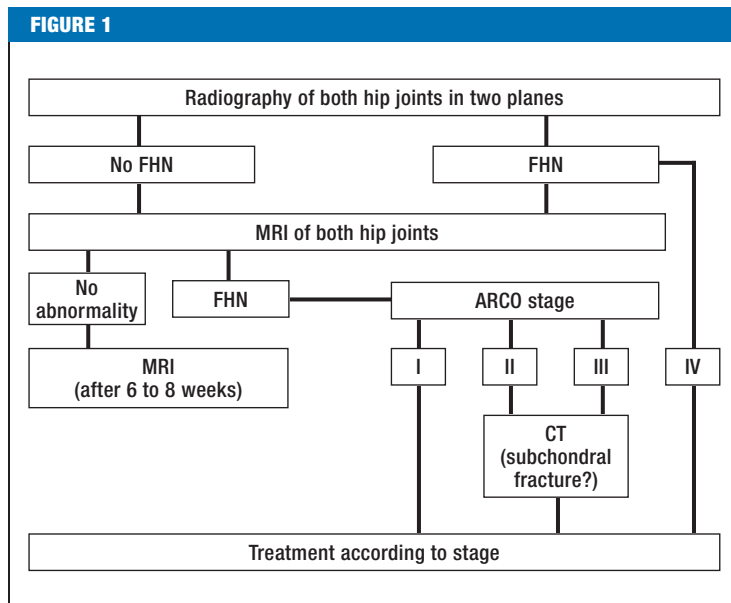 FIGURE 1
Radiography of both hip joints in two planes
No FHN
FHN
MRI of both hip joints
No
abnormality
FHN
ARCO stage
MRI
(after 6 to 8 weeks)
I
II
III
IV
CT
(subchondral
fracture?)
Treatment according to stage